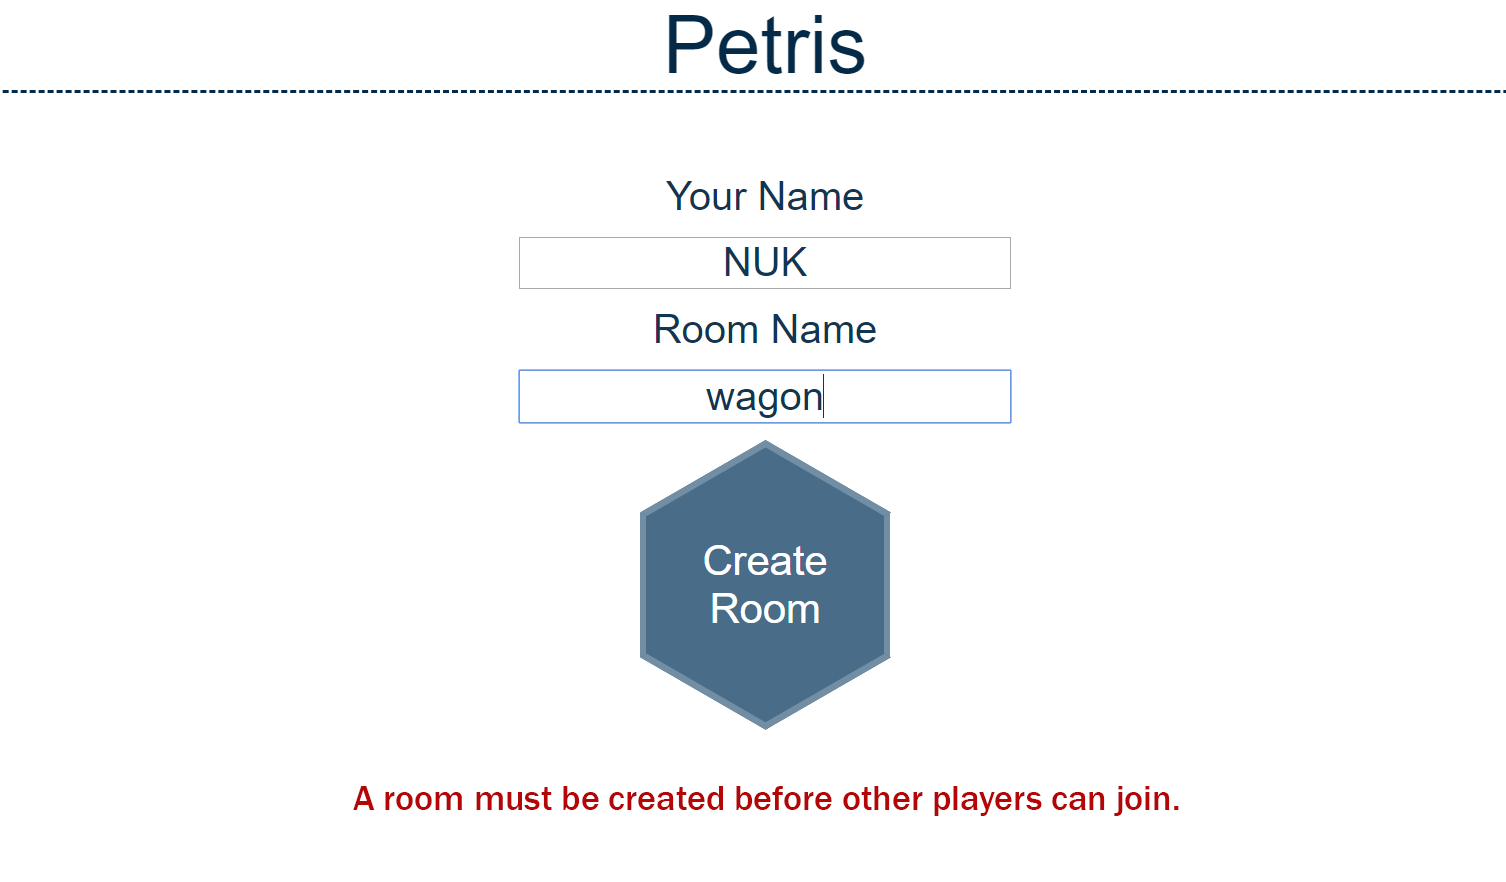 Petris
Your Name
NUK
Room Name
wagon
Create
Room
A room must be created before other players can join.